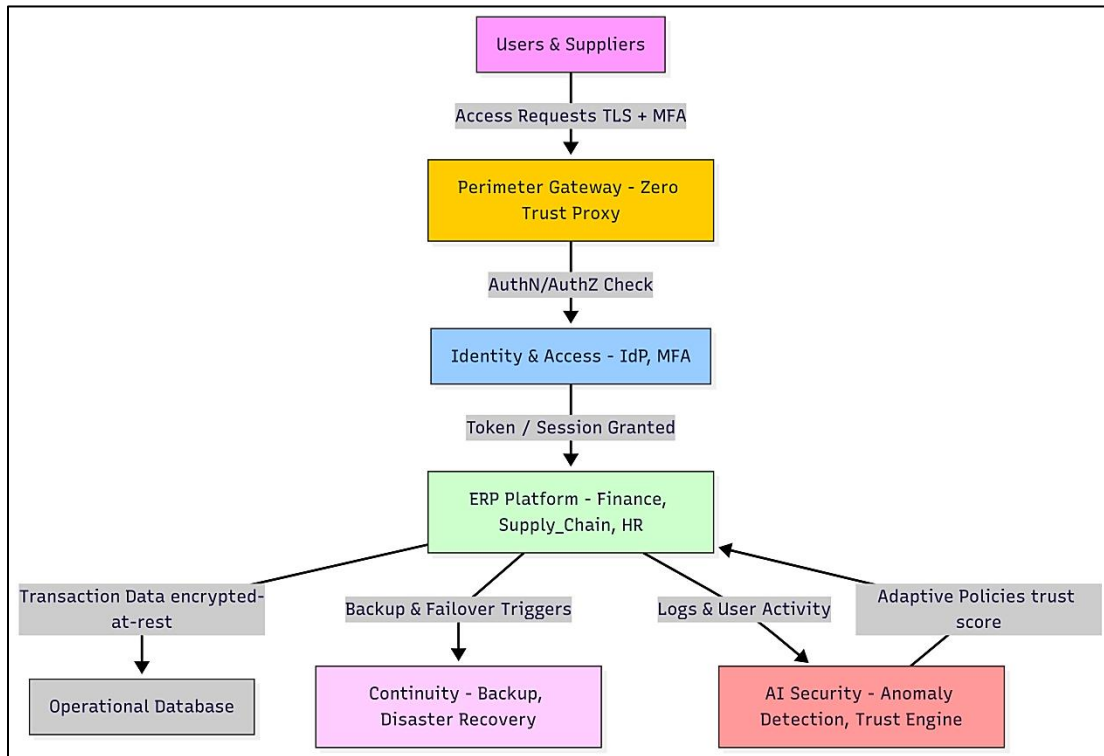 Users & Suppliers
Access Requests TLS + MFA
Perimeter Gateway - Zero
Trust Proxy
AuthN/AuthZ Check
Identity & Access - IdP, MFA
Token / Session Granted
ERP Platform - Finance,
Supply_Chain, HR
Transaction Data encrypted-
at-rest
Backup & Failover Triggers
Logs & User Activity
Adaptive Policies trust
score
Operational Database
Continuity - Backup,
Disaster Recovery
AI Security - Anomaly
Detection, Trust Engine